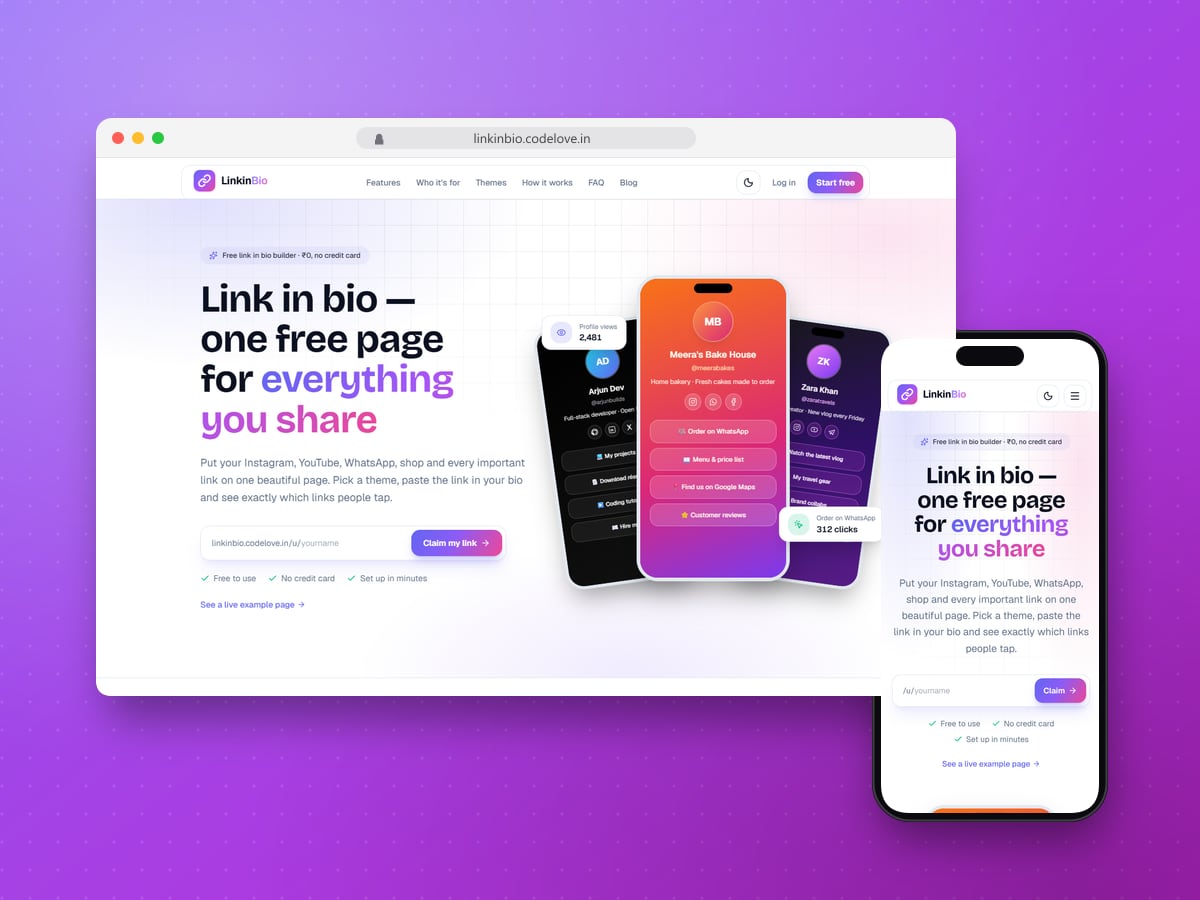 linkinbio.codelove.in
LinkinBio
Features Who it's for Themes How it works FAQ Blog
Log in Start free
Free link in bio builder · ₹0, no credit card
Link in bio —
one free page
for everything
you share
Put your Instagram, YouTube, WhatsApp, shop and every important
link on one beautiful page. Pick a theme, paste the link in your bio
and see exactly which links people tap.
linkinbio.codelove.in/u/yourname Claim my link →
Free to use No credit card Set up in minutes
See a live example page →
Profile views
2,481
AD
Arjun Dev
@arjunbuilds
Full-stack developer · Open
X
My projects
Download
Coding
Hire
MB
Meera's Bake House
@meerabakes
Home bakery · Fresh cakes made to order
Order on WhatsApp
Menu & price list
Find us on Google Maps
Customer reviews
ZK
Zara Khan
@zaratravels
New vlog every Friday
the latest vlog
My travel gear
Brand collabs
Order on WhatsApp
312 clicks
LinkinBio
Free link in bio builder · ₹0, no credit card
Link in bio —
one free page
for everything
you share
Put your Instagram, YouTube, WhatsApp,
shop and every important link on one
beautiful page. Pick a theme, paste the
link in your bio and see exactly which links
people tap.
/u/yourname Claim →
Free to use No credit card
Set up in minutes
See a live example page →